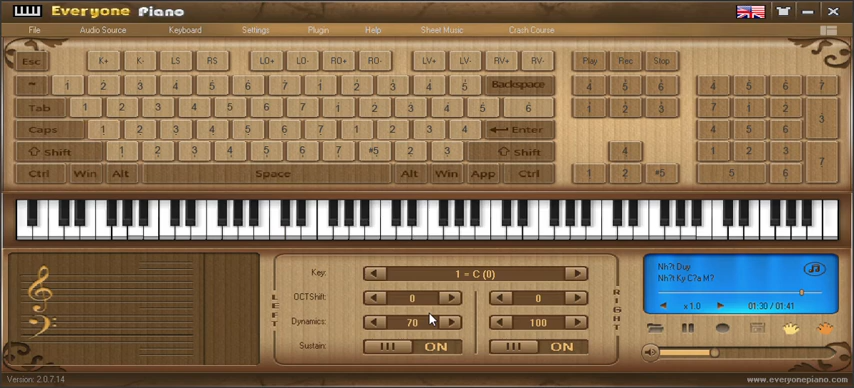 Everyone Piano
File Audio Source Keyboard Settings Plugin Help Sheet Music Crash Course
Esc K+ K- LS RS LO+ LO- RO+ RO- LV+ LV- RV+ RV- Play Rec Stop
~ 1 2 3 4 5 6 7 1 2 3 4 5 Backspace 4 5 6 4 5 6 7
Tab 1 2 3 4 5 6 7 1 2 3 4 5 6 1 2 3 7 1 2 3
Caps 1 2 3 4 5 6 7 1 2 3 4 Enter 4 5 6
Shift 1 2 3 4 5 6 7 #5 2 3 Shift 4 1 2 3 7
Ctrl Win Alt Space Alt Win App Ctrl 1 2 #5 5 6
Key: 1 = C (0)
OCTShift: 0 0
Dynamics: 70 100
Sustain: ON ON
LEFT
RIGHT
Nh?t Duy
Nh?t Ky C?a M?
x 1.0 01:30 / 01:41
Version: 2.0.7.14 www.everyonepiano.com